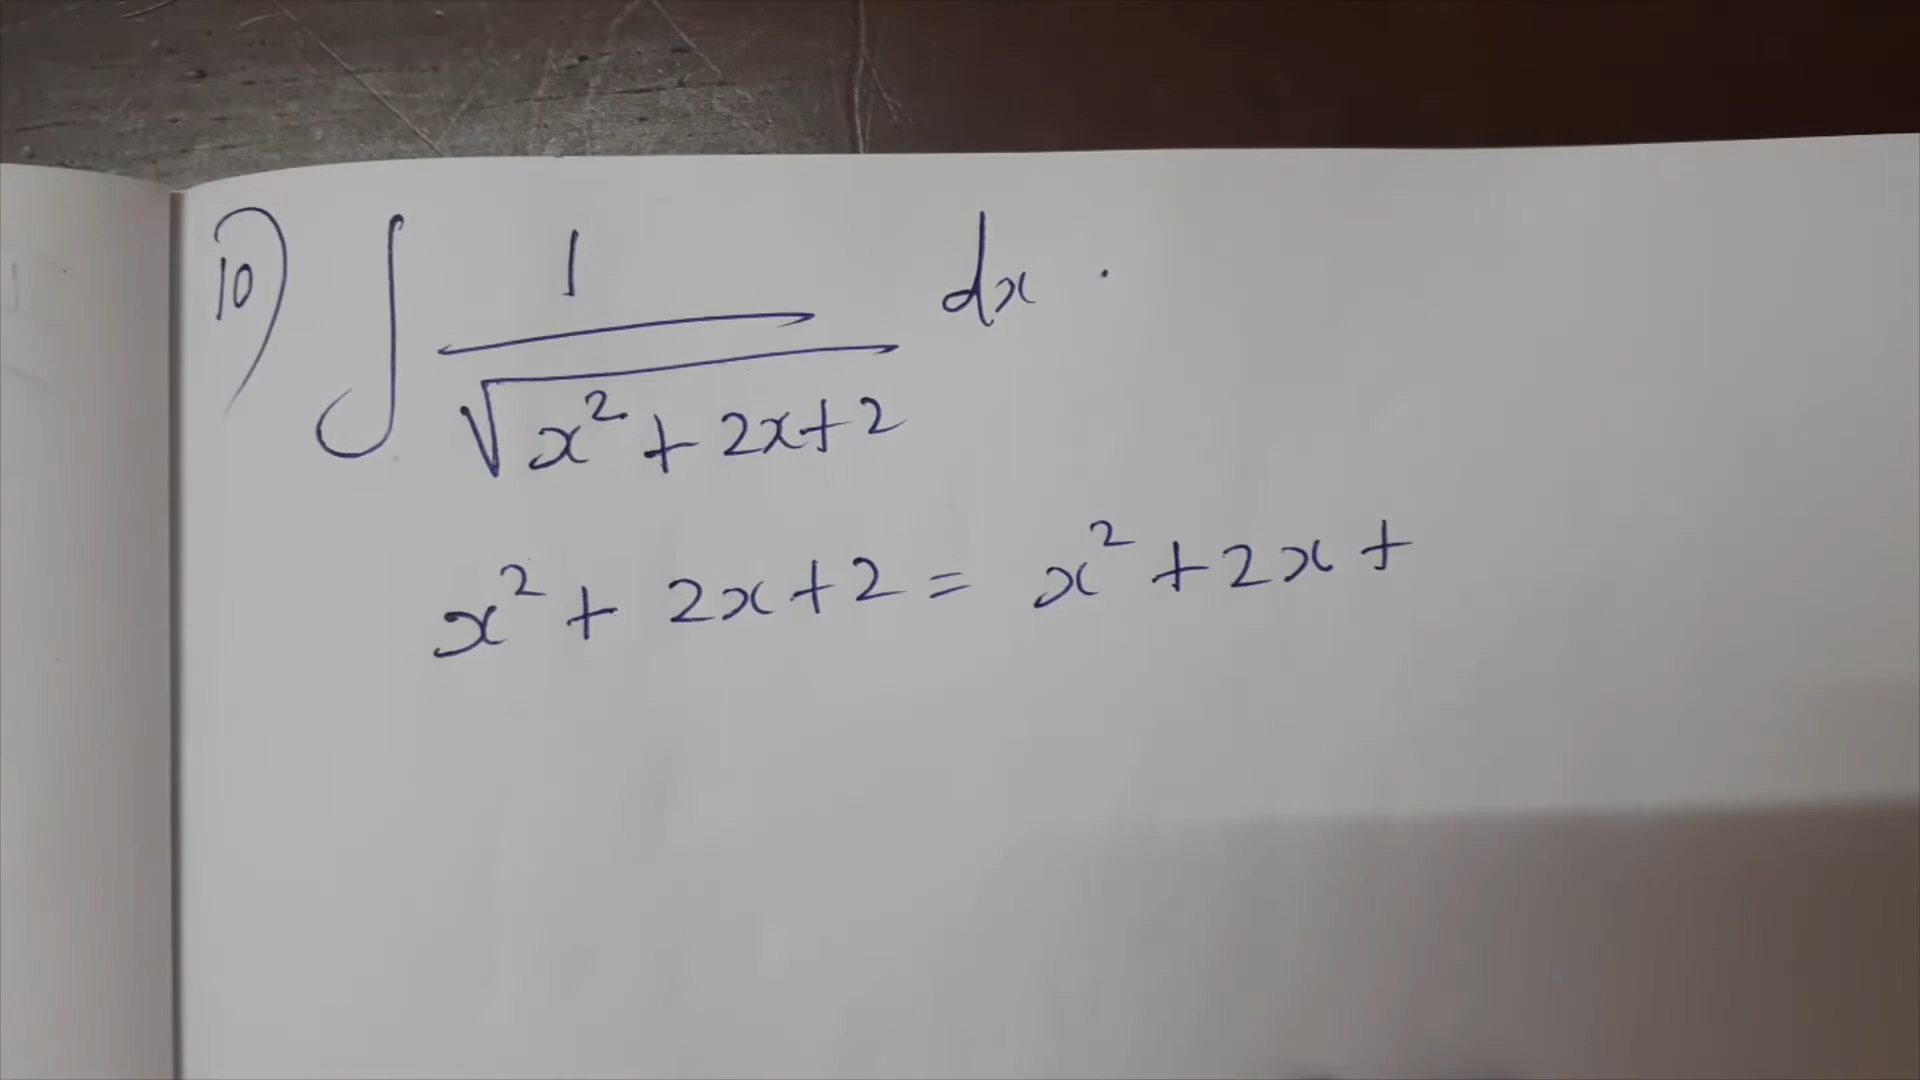 10) ∫ 1/√(x² + 2x + 2) dx .
x² + 2x + 2 = x² + 2x +